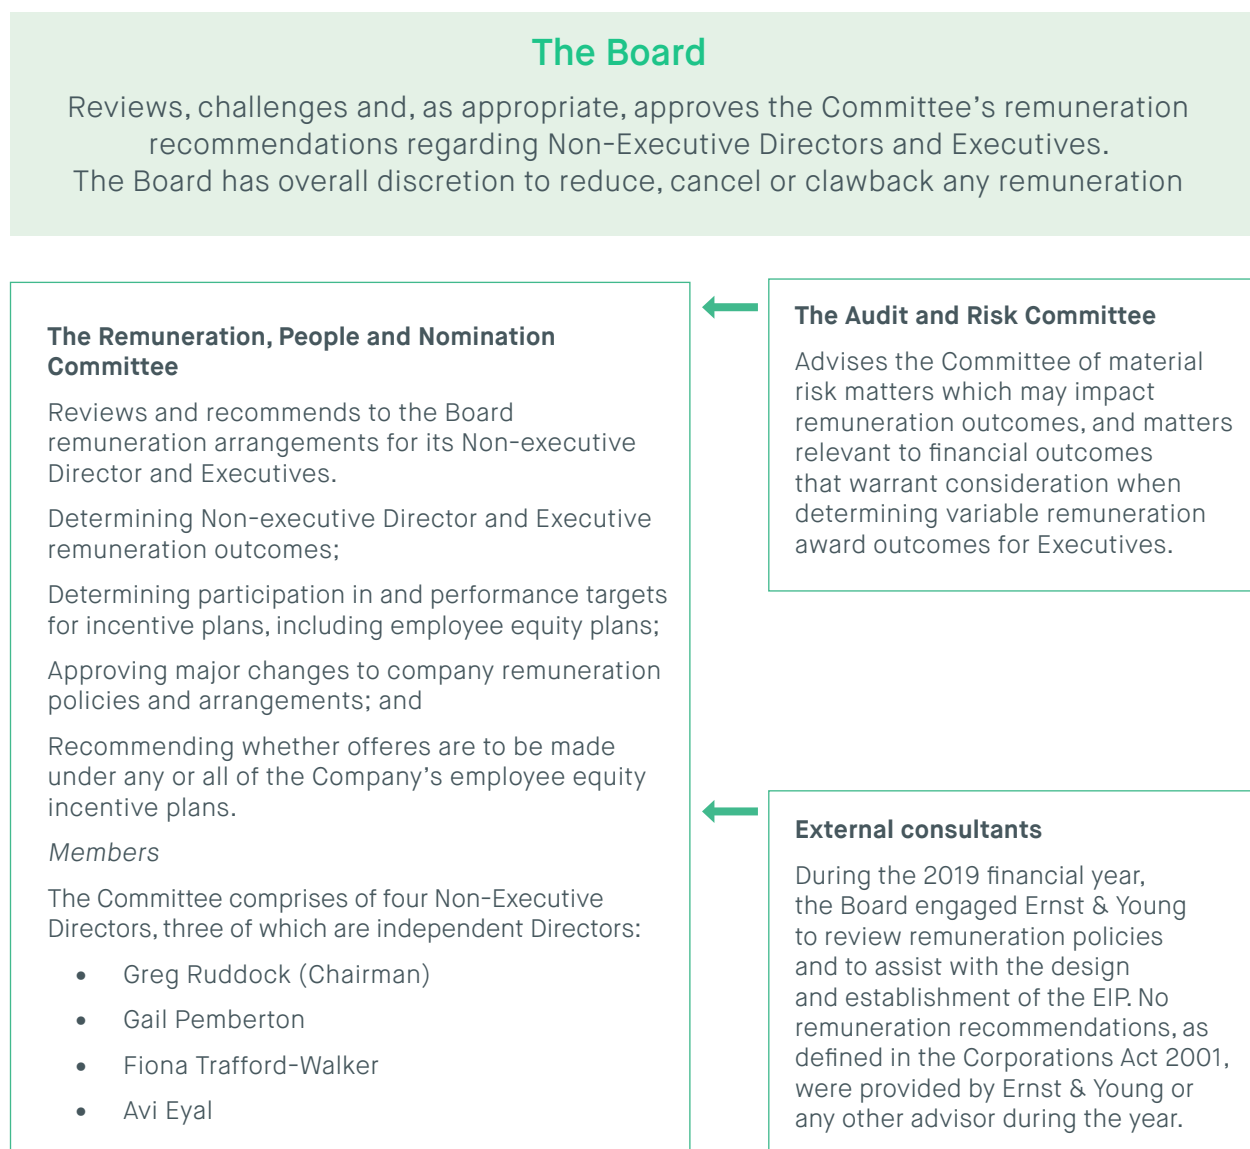 The Board
Reviews, challenges and, as appropriate, approves the Committee's remuneration
recommendations regarding Non-Executive Directors and Executives.
The Board has overall discretion to reduce, cancel or clawback any remuneration
The Remuneration, People and Nomination
Committee
Reviews and recommends to the Board
remuneration arrangements for its Non-executive
Director and Executives.
Determining Non-executive Director and Executive
remuneration outcomes;
Determining participation in and performance targets
for incentive plans, including employee equity plans;
Approving major changes to company remuneration
policies and arrangements; and
Recommending whether offeres are to be made
under any or all of the Company's employee equity
incentive plans.
Members
The Committee comprises of four Non-Executive
Directors, three of which are independent Directors:
• Greg Ruddock (Chairman)
• Gail Pemberton
• Fiona Trafford-Walker
• Avi Eyal
The Audit and Risk Committee
Advises the Committee of material
risk matters which may impact
remuneration outcomes, and matters
relevant to financial outcomes
that warrant consideration when
determining variable remuneration
award outcomes for Executives.
External consultants
During the 2019 financial year,
the Board engaged Ernst & Young
to review remuneration policies
and to assist with the design
and establishment of the EIP. No
remuneration recommendations, as
defined in the Corporations Act 2001,
were provided by Ernst & Young or
any other advisor during the year.